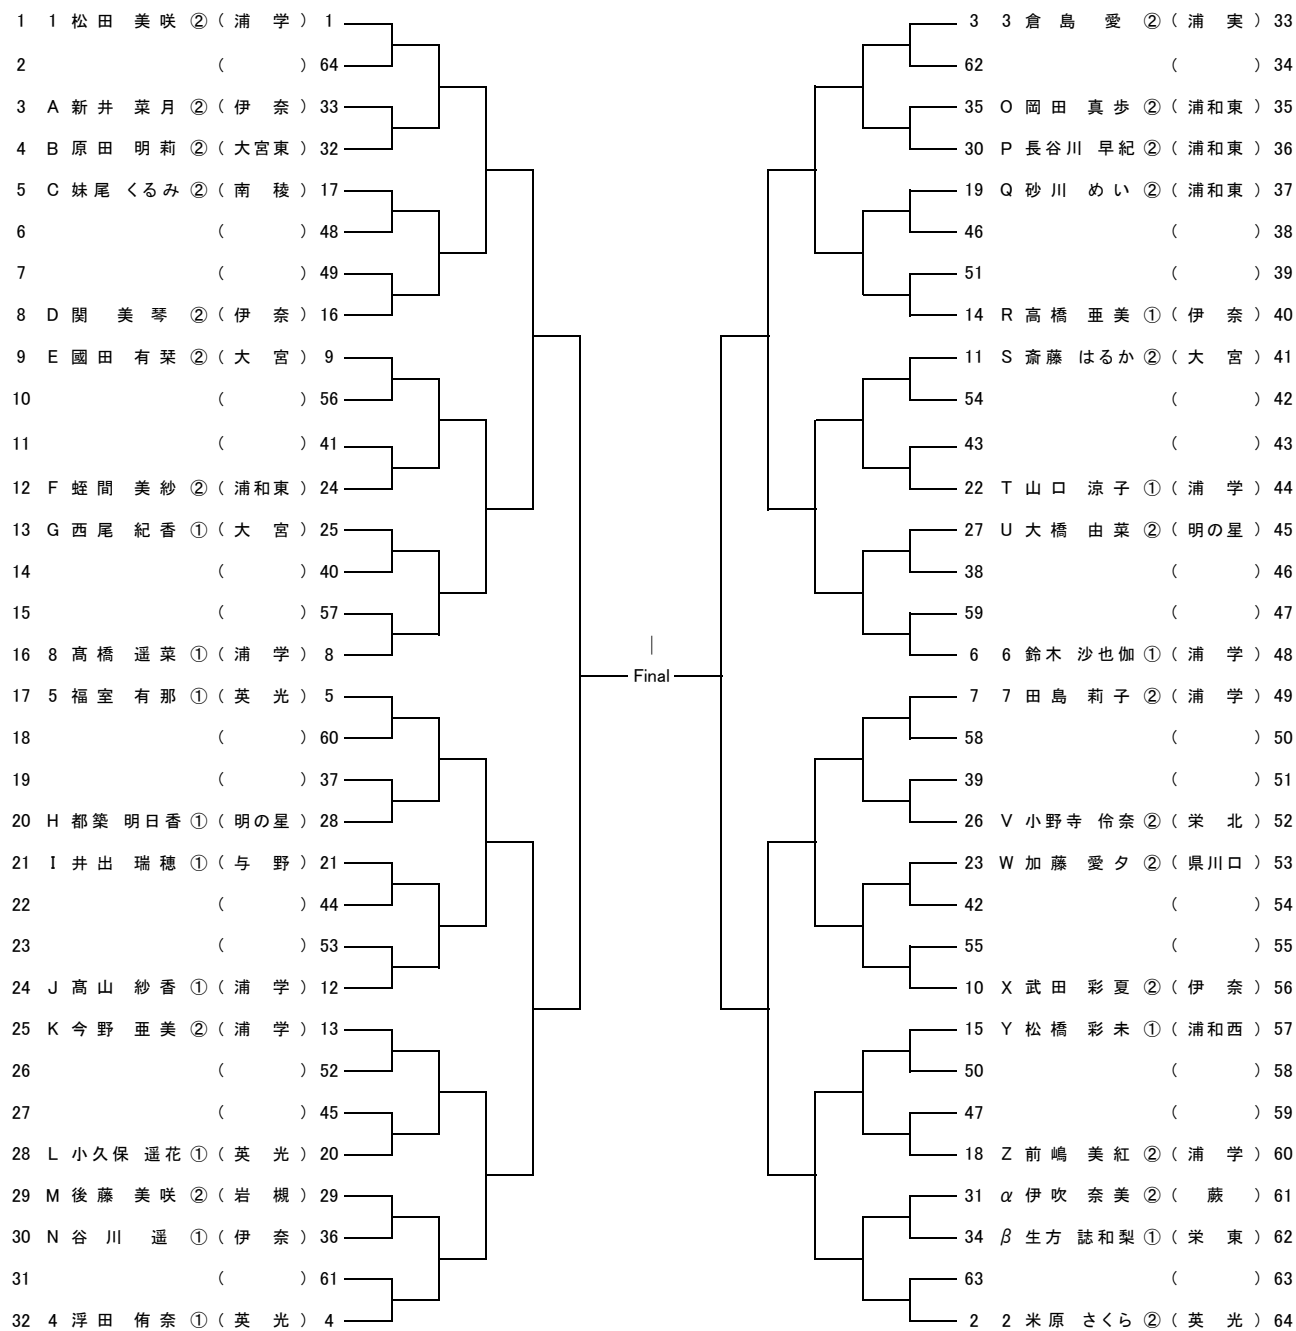 1 1 松田 美咲 ② ( 浦 学 ) 1
2 ( ) 64
3 A 新井 菜月 ② ( 伊 奈 ) 33
4 B 原田 明莉 ② ( 大宮東 ) 32
5 C 妹尾 くるみ ② ( 南 稜 ) 17
6 ( ) 48
7 ( ) 49
8 D 関 美琴 ② ( 伊 奈 ) 16
9 E 國田 有栞 ② ( 大 宮 ) 9
10 ( ) 56
11 ( ) 41
12 F 蛭間 美紗 ② ( 浦和東 ) 24
13 G 西尾 紀香 ① ( 大 宮 ) 25
14 ( ) 40
15 ( ) 57
16 8 髙橋 遥菜 ① ( 浦 学 ) 8
17 5 福室 有那 ① ( 英 光 ) 5
18 ( ) 60
19 ( ) 37
20 H 都築 明日香 ① ( 明の星 ) 28
21 I 井出 瑞穂 ① ( 与 野 ) 21
22 ( ) 44
23 ( ) 53
24 J 髙山 紗香 ① ( 浦 学 ) 12
25 K 今野 亜美 ② ( 浦 学 ) 13
26 ( ) 52
27 ( ) 45
28 L 小久保 遥花 ① ( 英 光 ) 20
29 M 後藤 美咲 ② ( 岩 槻 ) 29
30 N 谷川 遥 ① ( 伊 奈 ) 36
31 ( ) 61
32 4 浮田 侑奈 ① ( 英 光 ) 4
Final
3 3 倉島 愛 ② ( 浦 実 ) 33
62 ( ) 34
35 O 岡田 真歩 ② ( 浦和東 ) 35
30 P 長谷川 早紀 ② ( 浦和東 ) 36
19 Q 砂川 めい ② ( 浦和東 ) 37
46 ( ) 38
51 ( ) 39
14 R 高橋 亜美 ① ( 伊 奈 ) 40
11 S 斎藤 はるか ② ( 大 宮 ) 41
54 ( ) 42
43 ( ) 43
22 T 山口 涼子 ① ( 浦 学 ) 44
27 U 大橋 由菜 ② ( 明の星 ) 45
38 ( ) 46
59 ( ) 47
6 6 鈴木 沙也伽 ① ( 浦 学 ) 48
7 7 田島 莉子 ② ( 浦 学 ) 49
58 ( ) 50
39 ( ) 51
26 V 小野寺 伶奈 ② ( 栄 北 ) 52
23 W 加藤 愛夕 ② ( 県川口 ) 53
42 ( ) 54
55 ( ) 55
10 X 武田 彩夏 ② ( 伊 奈 ) 56
15 Y 松橋 彩未 ① ( 浦和西 ) 57
50 ( ) 58
47 ( ) 59
18 Z 前嶋 美紅 ② ( 浦 学 ) 60
31 α 伊吹 奈美 ② ( 蕨 ) 61
34 β 生方 誌和梨 ① ( 栄 東 ) 62
63 ( ) 63
2 2 米原 さくら ② ( 英 光 ) 64